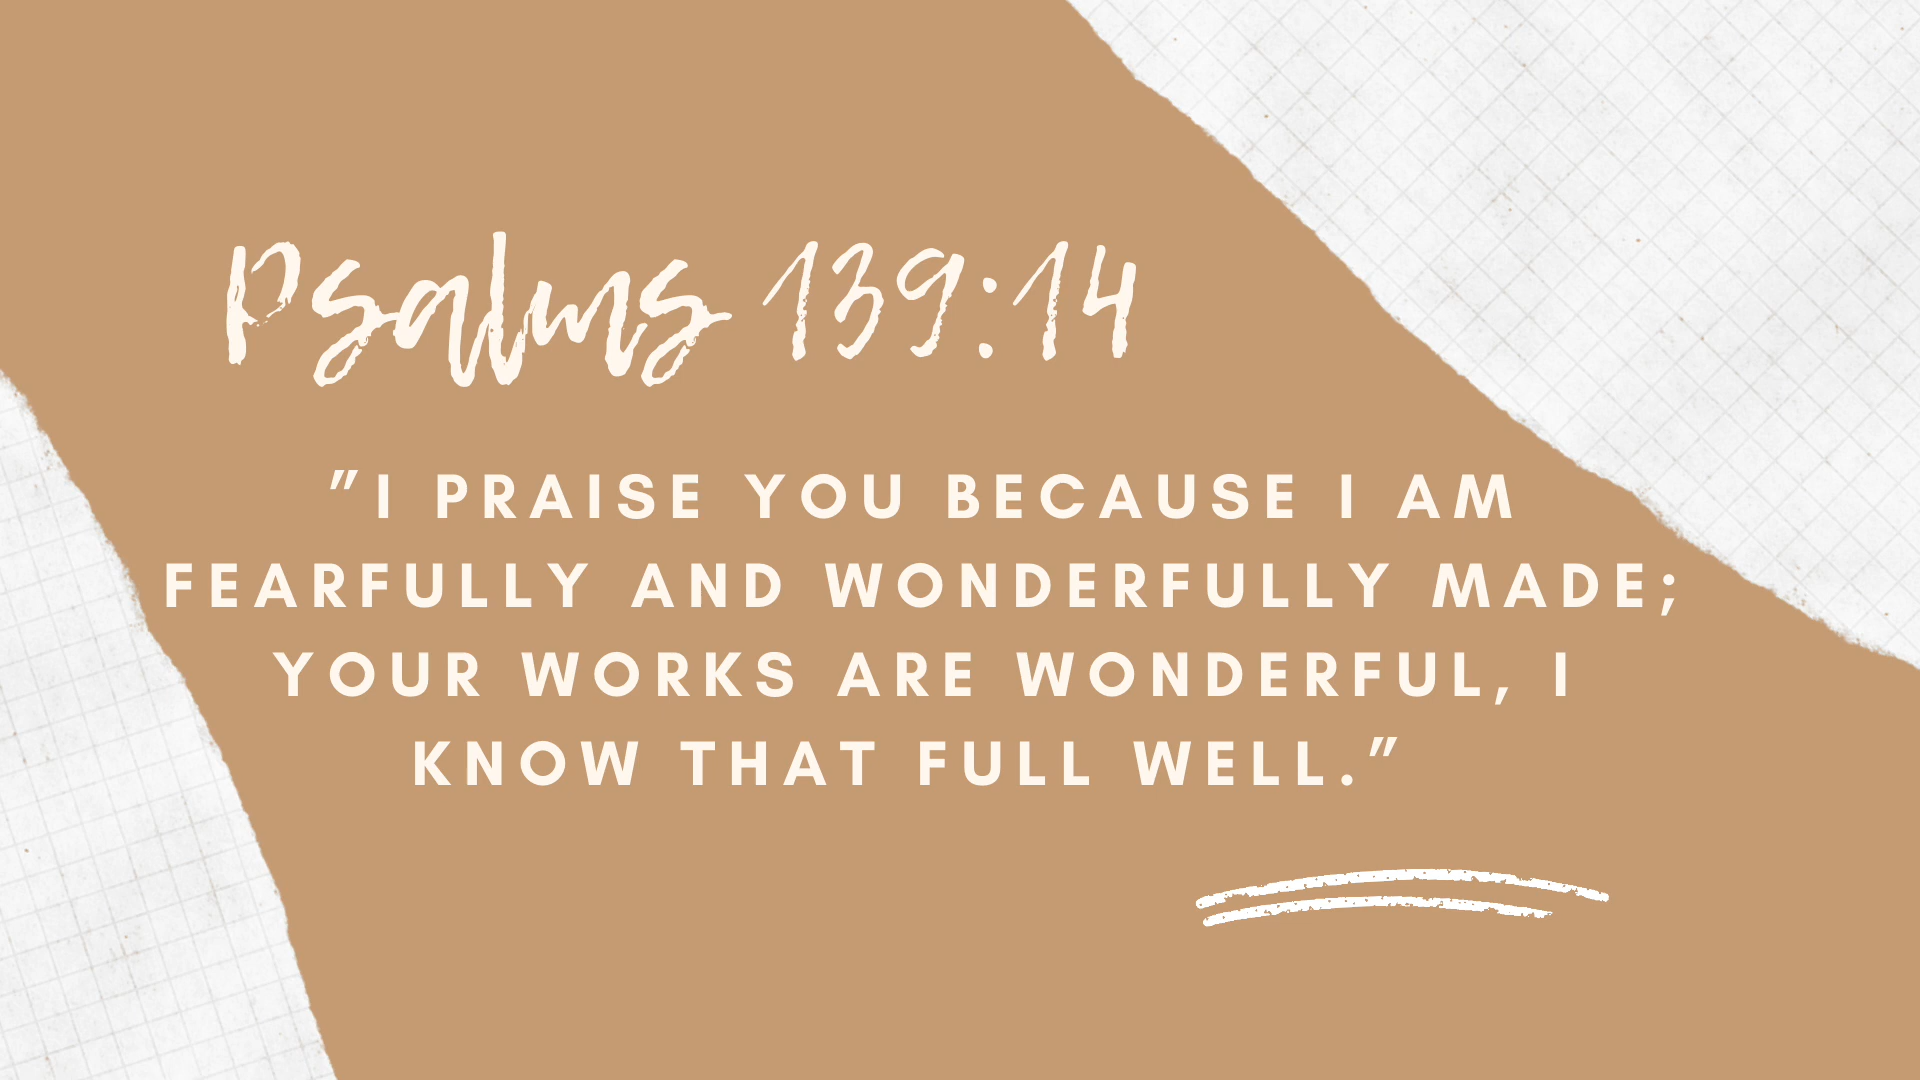 Psalms 139:14
"I PRAISE YOU BECAUSE I AM
FEARFULLY AND WONDERFULLY MADE;
YOUR WORKS ARE WONDERFUL, I
KNOW THAT FULL WELL."